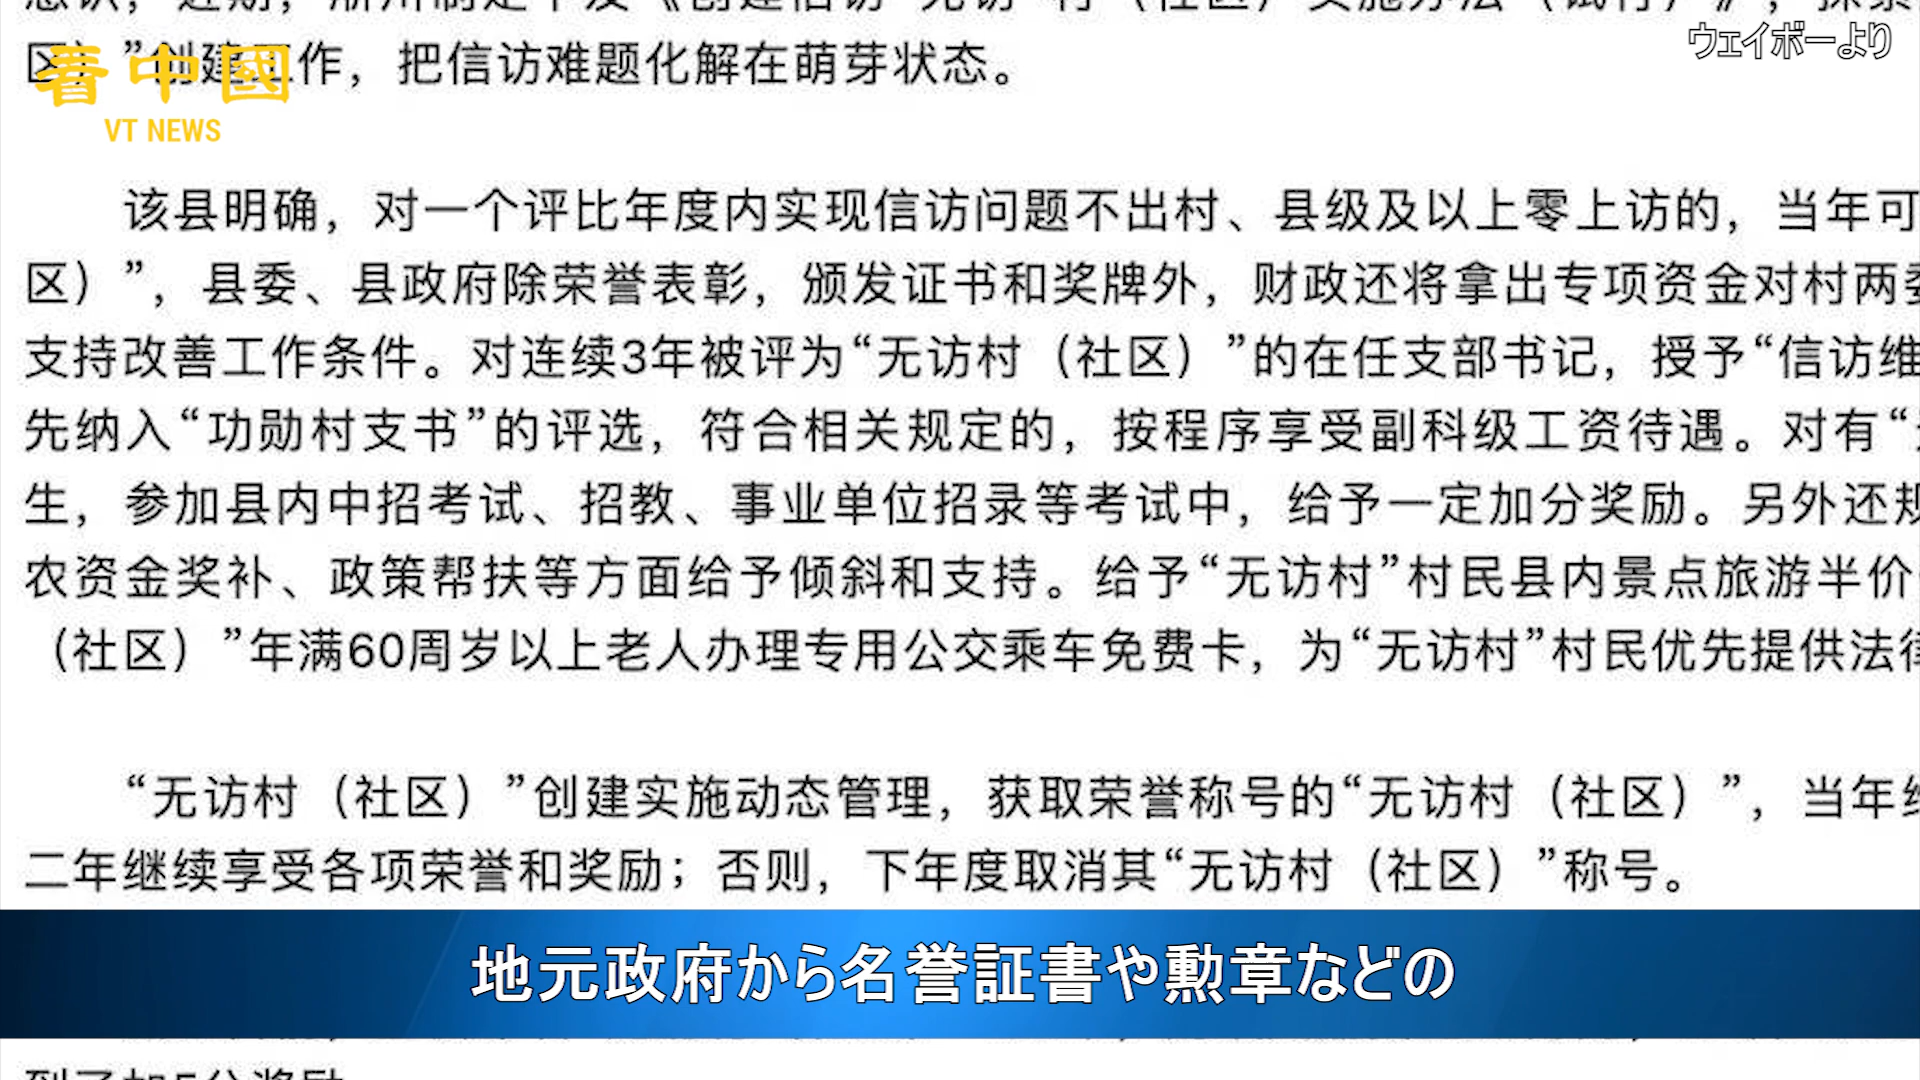 ウェイボーより
看中國
VT NEWS
区）”创建工作，把信访难题化解在萌芽状态。
该县明确，对一个评比年度内实现信访问题不出村、县级及以上零上访的，当年可
区）”，县委、县政府除荣誉表彰，颁发证书和奖牌外，财政还将拿出专项资金对村两委
支持改善工作条件。对连续3年被评为“无访村（社区）”的在任支部书记，授予“信访维
先纳入“功勋村支书”的评选，符合相关规定的，按程序享受副科级工资待遇。对有“
生，参加县内中招考试、招教、事业单位招录等考试中，给予一定加分奖励。另外还规
农资金奖补、政策帮扶等方面给予倾斜和支持。给予“无访村”村民县内景点旅游半价
（社区）”年满60周岁以上老人办理专用公交乘车免费卡，为“无访村”村民优先提供法律
“无访村（社区）”创建实施动态管理，获取荣誉称号的“无访村（社区）”，当年继
二年继续享受各项荣誉和奖励；否则，下年度取消其“无访村（社区）”称号。
地元政府から名誉証書や勲章などの